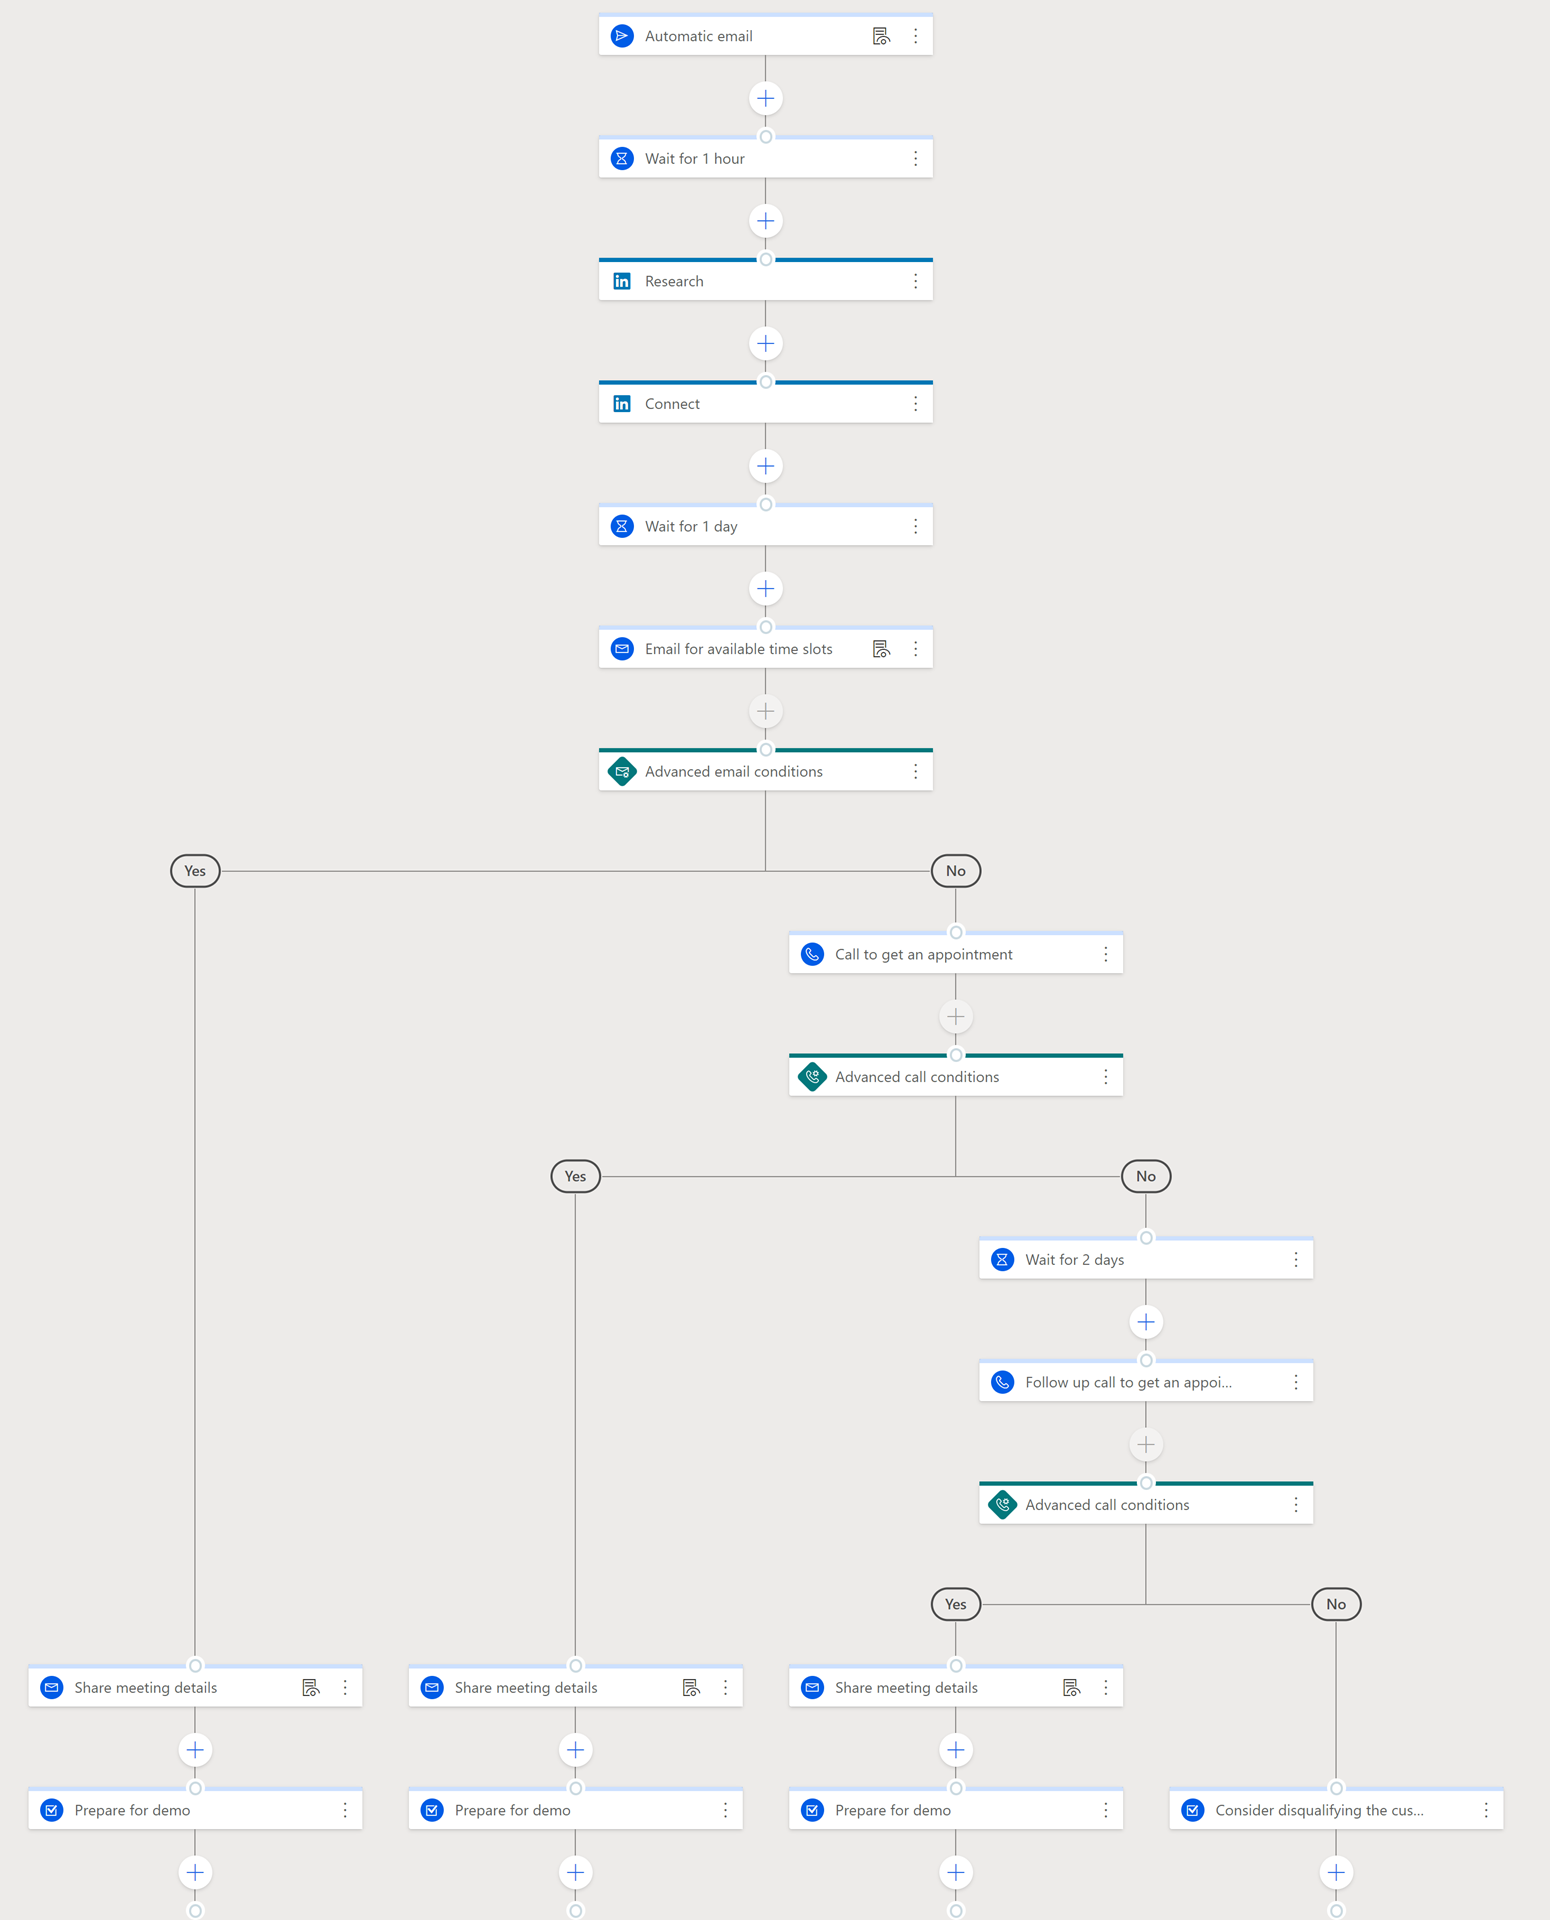 Automatic email
Wait for 1 hour
in Research
in Connect
Wait for 1 day
Email for available time slots
Advanced email conditions
Yes
No
Call to get an appointment
Advanced call conditions
Yes
No
Wait for 2 days
Follow up call to get an appoi...
Advanced call conditions
Yes
No
Share meeting details
Share meeting details
Share meeting details
Prepare for demo
Prepare for demo
Prepare for demo
Consider disqualifying the cus...